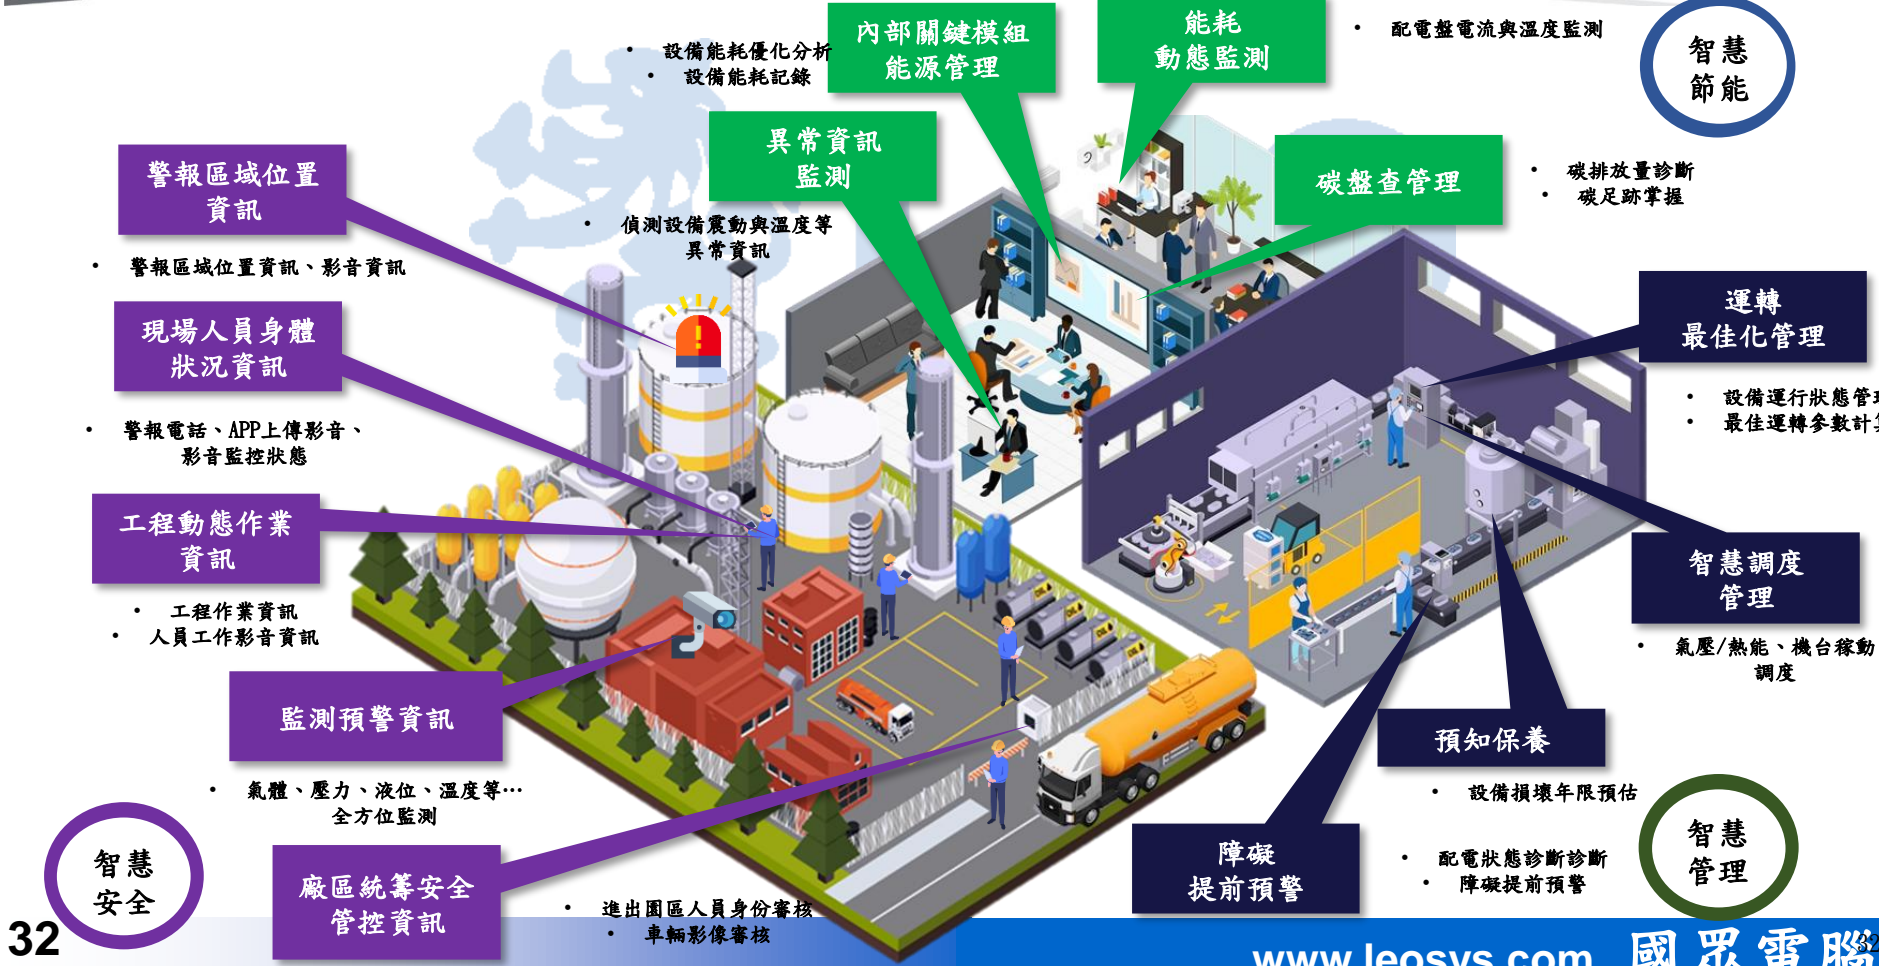 • 設備能耗優化分析
• 設備能耗記錄
內部關鍵模組
能源管理
能耗
動態監測
• 配電盤電流與溫度監測
智慧
節能
異常資訊
監測
• 偵測設備震動與溫度等
異常資訊
碳盤查管理
• 碳排放量診斷
• 碳足跡掌握
警報區域位置
資訊
• 警報區域位置資訊、影音資訊
現場人員身體
狀況資訊
• 警報電話、APP上傳影音、
影音監控狀態
工程動態作業
資訊
• 工程作業資訊
• 人員工作影音資訊
監測預警資訊
• 氣體、壓力、液位、溫度等…
全方位監測
廠區統籌安全
管控資訊
• 進出園區人員身份審核
• 車輛影像審核
智慧
安全
運轉
最佳化管理
• 設備運行狀態管理
• 最佳運轉參數計算
智慧調度
管理
• 氣壓/熱能、機台稼動
調度
預知保養
• 設備損壞年限預估
障礙
提前預警
• 配電狀態診斷診斷
• 障礙提前預警
智慧
管理
32
www.leosys.com 國眾電腦
32